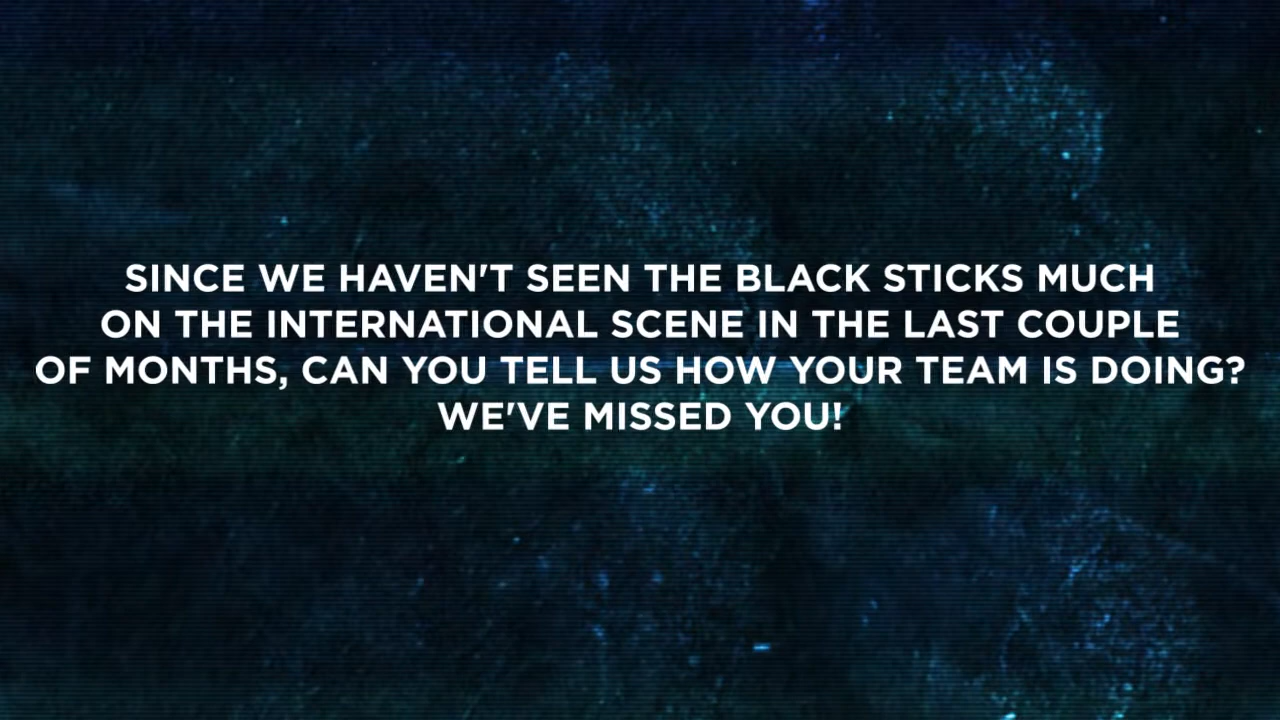 SINCE WE HAVEN'T SEEN THE BLACK STICKS MUCH
ON THE INTERNATIONAL SCENE IN THE LAST COUPLE
OF MONTHS, CAN YOU TELL US HOW YOUR TEAM IS DOING?
WE'VE MISSED YOU!